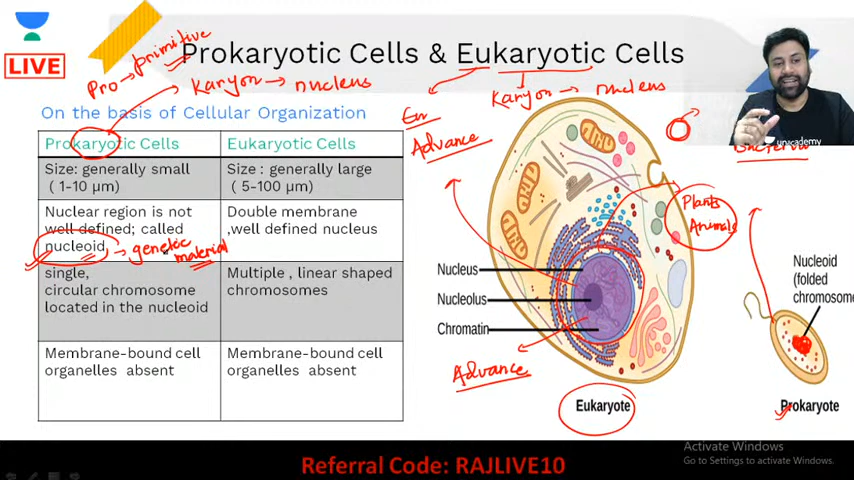 LIVE
Prokaryotic Cells & Eukaryotic Cells
Pro → primitive
Karyon → nucleus
Karyon → nucleus
Eu
Advance
On the basis of Cellular Organization
Prokaryotic Cells
Eukaryotic Cells
Size: generally small
( 1-10 µm)
Size : generally large
( 5-100 µm)
Nuclear region is not
well defined; called
nucleoid
Double membrane
,well defined nucleus
→ genetic
material
single,
circular chromosome
located in the nucleoid
Multiple , linear shaped
chromosomes
Membrane-bound cell
organelles absent
Membrane-bound cell
organelles absent
unacademy
Plants
Animals
Nucleus
Nucleolus
Chromatin
Advance
Eukaryote
Nucleoid
(folded
chromosome
Prokaryote
Activate Windows
Go to Settings to activate Windows.
Referral Code: RAJLIVE10